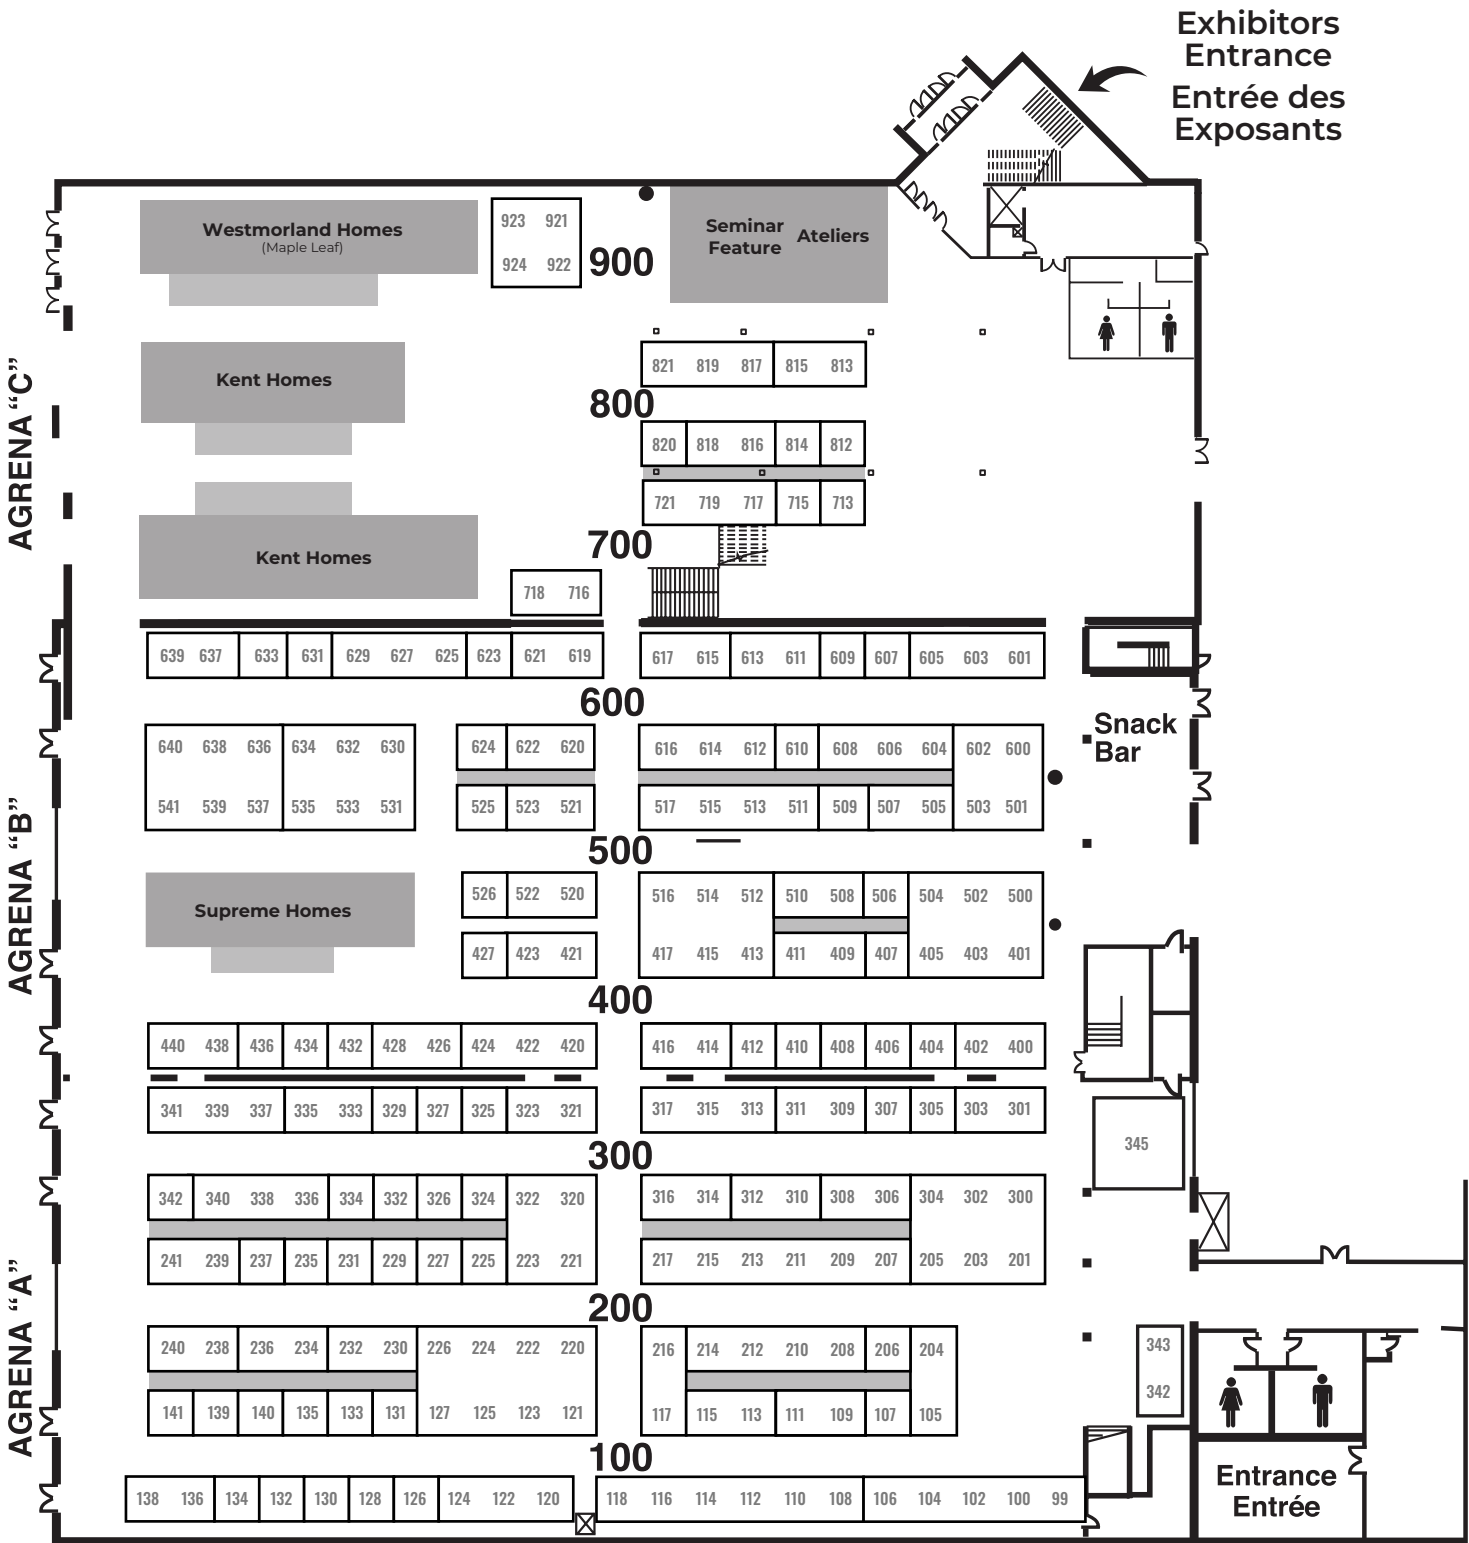 Exhibitors
Entrance
Entrée des
Exposants
Westmorland Homes
(Maple Leaf)
923 921
924 922
900
Seminar
Feature
Ateliers
AGRENA “C”
Kent Homes
821 819 817 815 813
800
820 818 816 814 812
721 719 717 715 713
700
Kent Homes
718 716
639 637 633 631 629 627 625 623 621 619
617 615 613 611 609 607 605 603 601
600
Snack
Bar
640 638 636 634 632 630
624 622 620
616 614 612 610 608 606 604 602 600
AGRENA “B”
541 539 537 535 533 531
525 523 521
517 515 513 511 509 507 505 503 501
500
Supreme Homes
526 522 520
516 514 512 510 508 506 504 502 500
427 423 421
417 415 413 411 409 407 405 403 401
400
440 438 436 434 432 428 426 424 422 420
416 414 412 410 408 406 404 402 400
341 339 337 335 333 329 327 325 323 321
317 315 313 311 309 307 305 303 301
345
300
342 340 338 336 334 332 326 324 322 320
316 314 312 310 308 306 304 302 300
241 239 237 235 231 229 227 225 223 221
217 215 213 211 209 207 205 203 201
AGRENA “A”
200
240 238 236 234 232 230 226 224 222 220
216 214 212 210 208 206 204
343
342
141 139 140 135 133 131 127 125 123 121
117 115 113 111 109 107 105
100
138 136 134 132 130 128 126 124 122 120
118 116 114 112 110 108 106 104 102 100 99
Entrance
Entrée